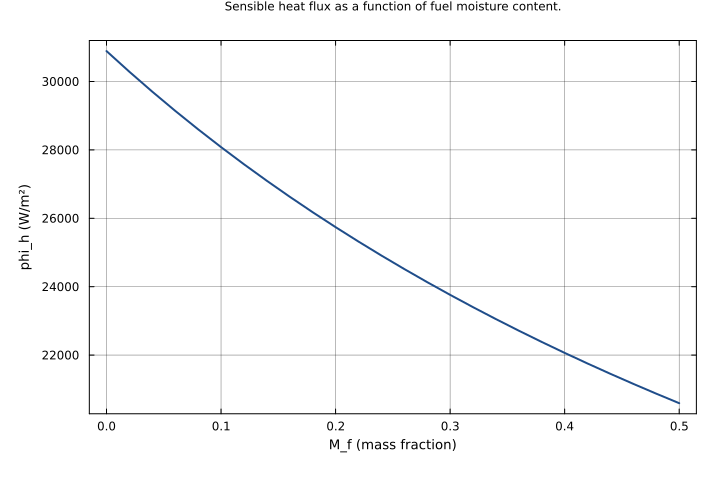 Sensible heat flux as a function of fuel moisture content.
30000
28000
26000
24000
22000
phi_h (W/m²)
0.0 0.1 0.2 0.3 0.4 0.5
M_f (mass fraction)